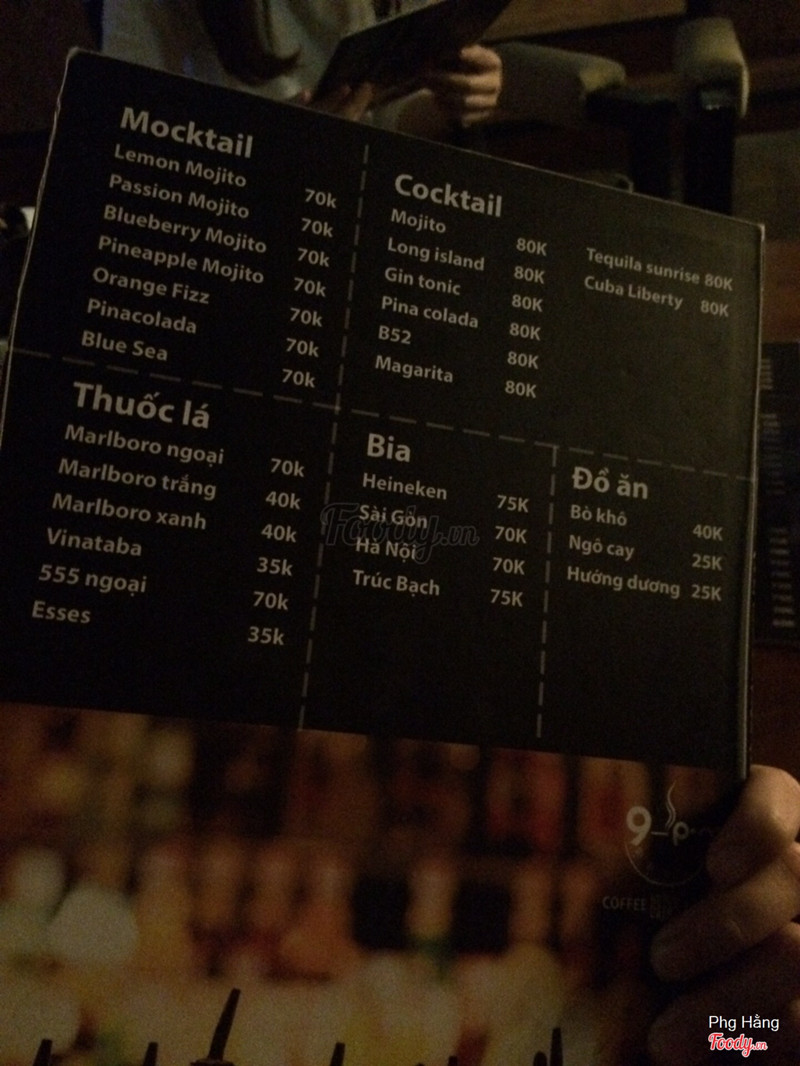 Mocktail
Lemon Mojito 70k
Passion Mojito 70k
Blueberry Mojito 70k
Pineapple Mojito 70k
Orange Fizz 70k
Pinacolada 70k
Blue Sea 70k
Cocktail
Mojito 80K
Long island 80K
Gin tonic 80K
Pina colada 80K
B52 80K
Magarita 80K
Tequila sunrise 80K
Cuba Liberty 80K
Thuốc lá
Marlboro ngoại 70k
Marlboro trắng 40k
Marlboro xanh 40k
Vinataba 35k
555 ngoại 70k
Esses 35k
Bia
Heineken 75K
Sài Gòn 70K
Hà Nội 70K
Trúc Bạch 75K
Đồ ăn
Bò khô 40K
Ngô cay 25K
Hướng dương 25K
Foody.vn
COFFEE
Phg Hằng
Foody.vn